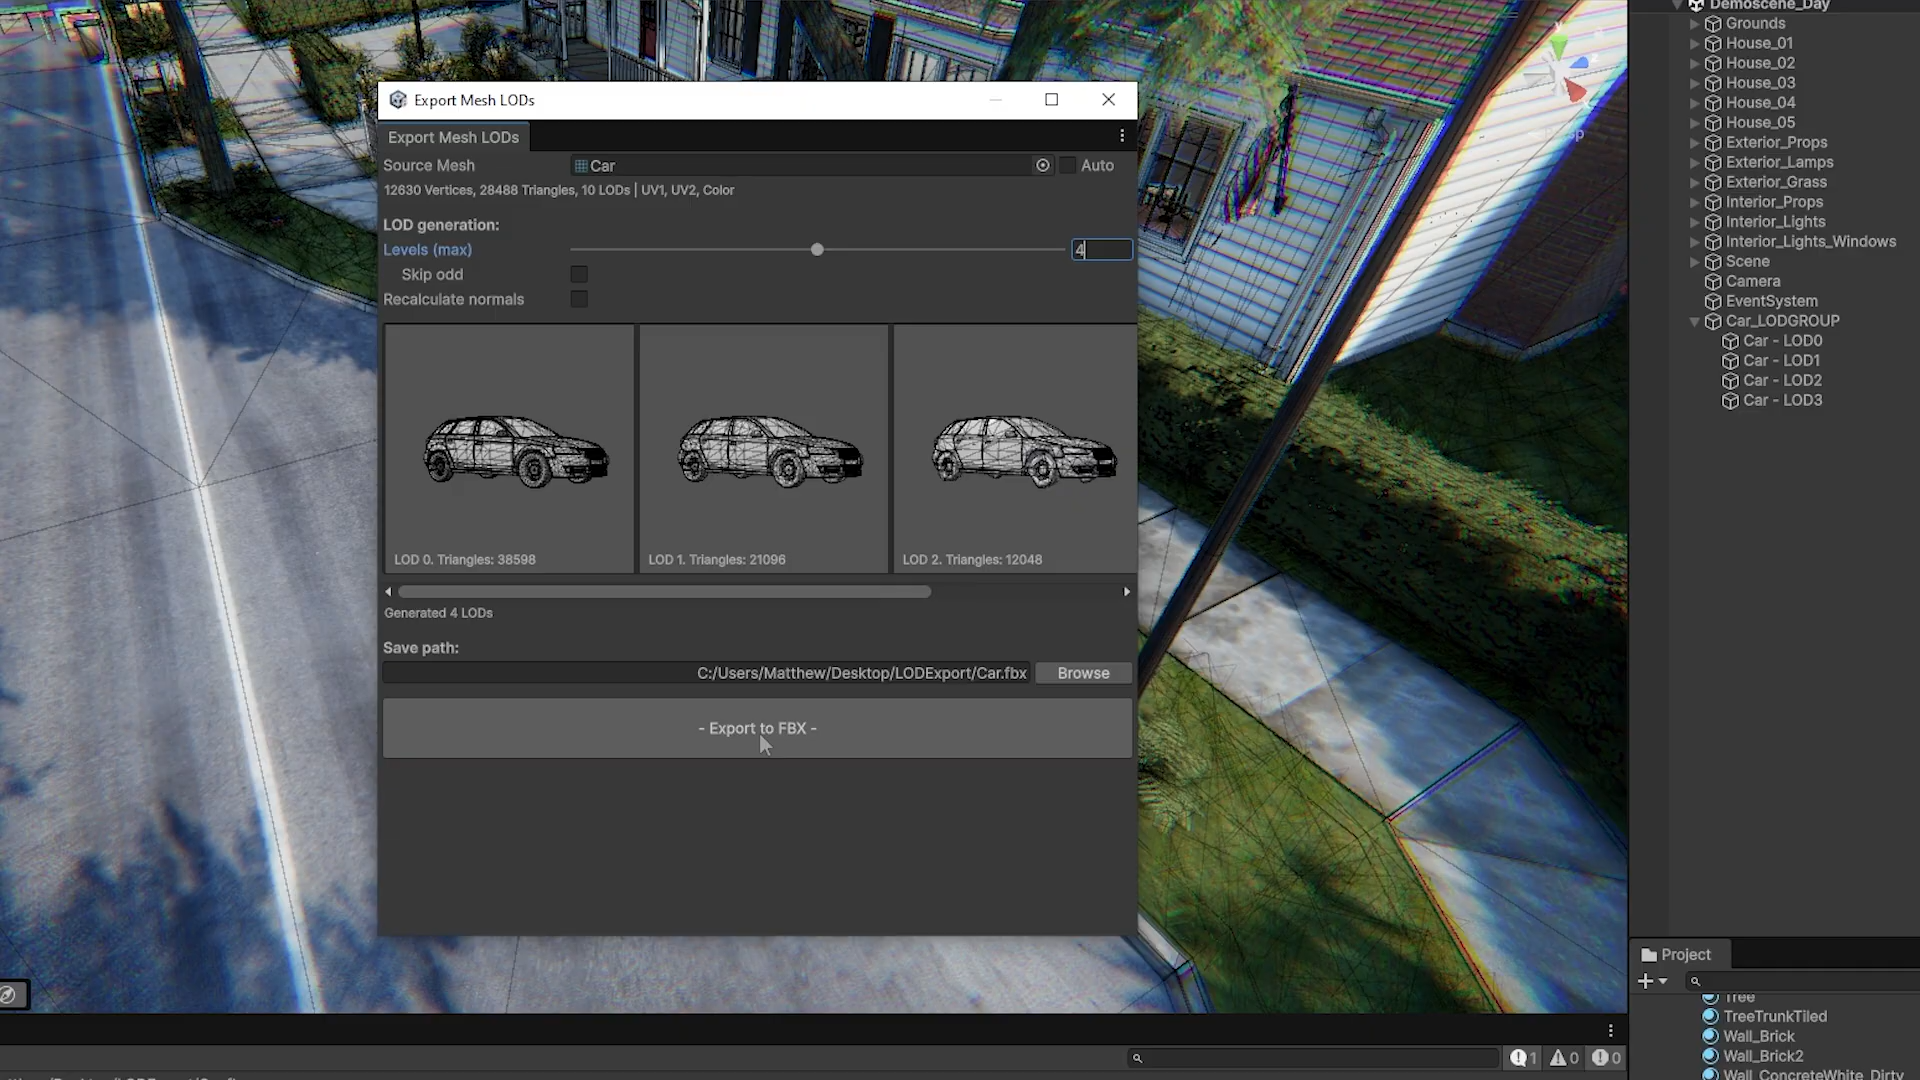 Export Mesh LODs
Export Mesh LODs
Source Mesh
Car
Auto
12630 Vertices, 28488 Triangles, 10 LODs | UV1, UV2, Color
LOD generation:
Levels (max)
4
Skip odd
Recalculate normals
LOD 0. Triangles: 38598
LOD 1. Triangles: 21096
LOD 2. Triangles: 12048
Generated 4 LODs
Save path:
C:/Users/Matthew/Desktop/LODExport/Car.fbx
Browse
- Export to FBX -
Persp
Demoscene_Day
Grounds
House_01
House_02
House_03
House_04
House_05
Exterior_Props
Exterior_Lamps
Exterior_Grass
Interior_Props
Interior_Lights
Interior_Lights_Windows
Scene
Camera
EventSystem
Car_LODGROUP
Car - LOD0
Car - LOD1
Car - LOD2
Car - LOD3
Project
Tree
TreeTrunkTiled
Wall_Brick
Wall_Brick2
Wall_ConcreteWhite_Dirty
1
0
0